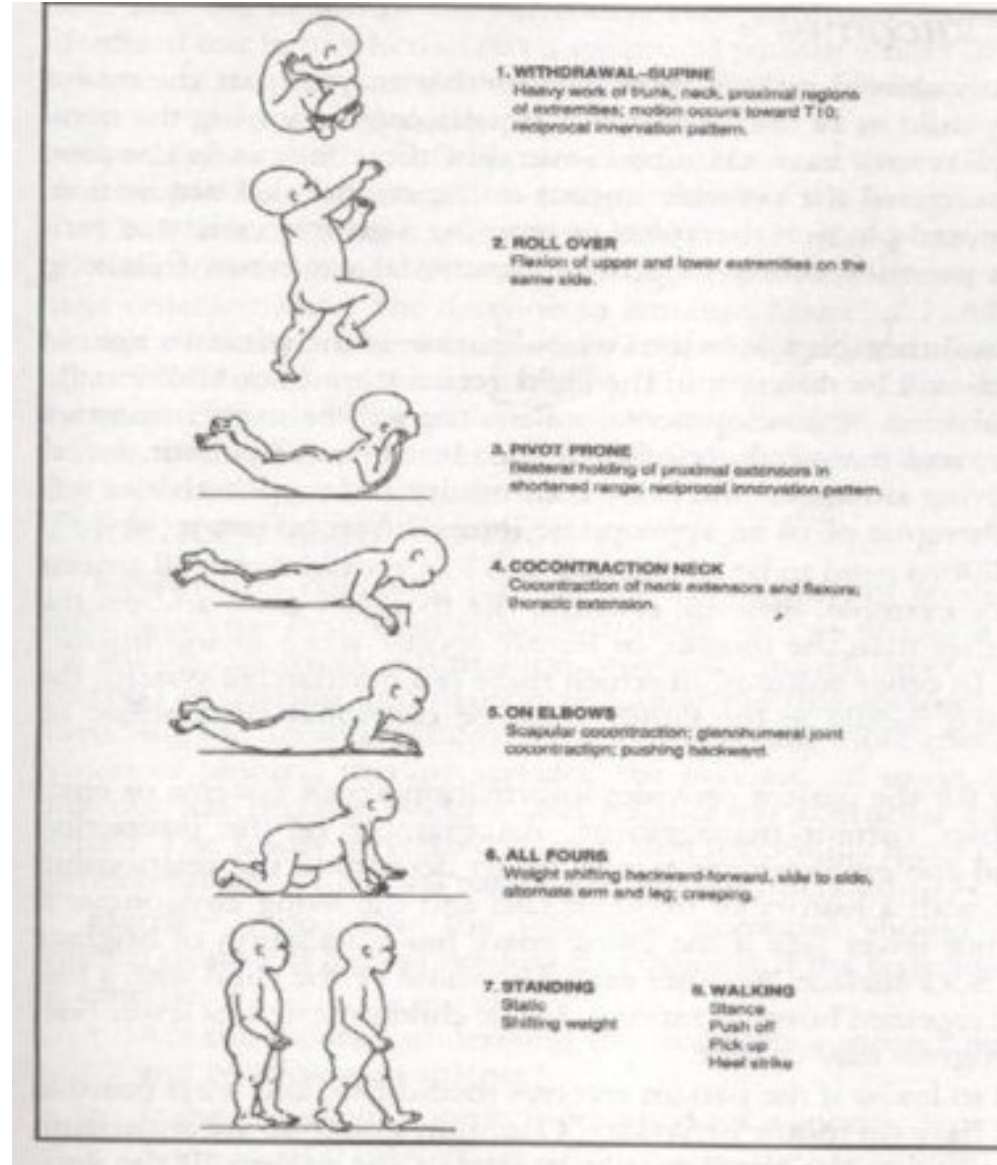 1. WITHDRAWAL–SUPINE
Heavy work of trunk, neck, proximal regions
of extremities; motion occurs toward T10;
reciprocal innervation pattern.
2. ROLL OVER
Flexion of upper and lower extremities on the
same side.
3. PIVOT PRONE
Bilateral holding of proximal extensors in
shortened range; reciprocal innervation pattern.
4. COCONTRACTION NECK
Cocontraction of neck extensors and flexors;
thoracic extension.
5. ON ELBOWS
Scapular cocontraction; glenohumeral joint
cocontraction; pushing backward.
6. ALL FOURS
Weight shifting backward-forward, side to side,
alternate arm and leg; creeping.
7. STANDING
Static
Shifting weight
8. WALKING
Stance
Push off
Pick up
Heel strike